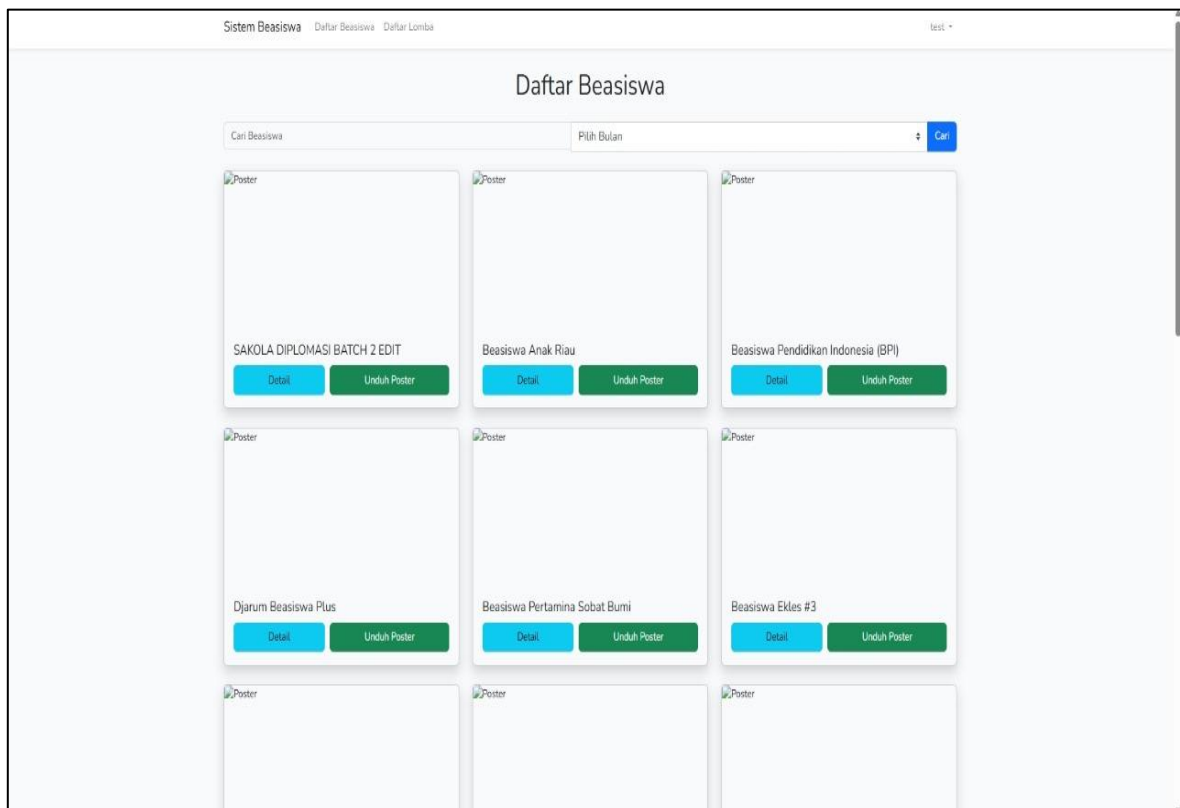 Sistem Beasiswa Daftar Beasiswa Daftar Lomba test
Daftar Beasiswa
Cari Beasiswa Pilih Bulan Cari
Poster Poster Poster
SAKOLA DIPLOMASI BATCH 2 EDIT Beasiswa Anak Riau Beasiswa Pendidikan Indonesia (BPI)
Detail Unduh Poster Detail Unduh Poster Detail Unduh Poster
Poster Poster Poster
Djarum Beasiswa Plus Beasiswa Pertamina Sobat Bumi Beasiswa Ekles #3
Detail Unduh Poster Detail Unduh Poster Detail Unduh Poster
Poster Poster Poster